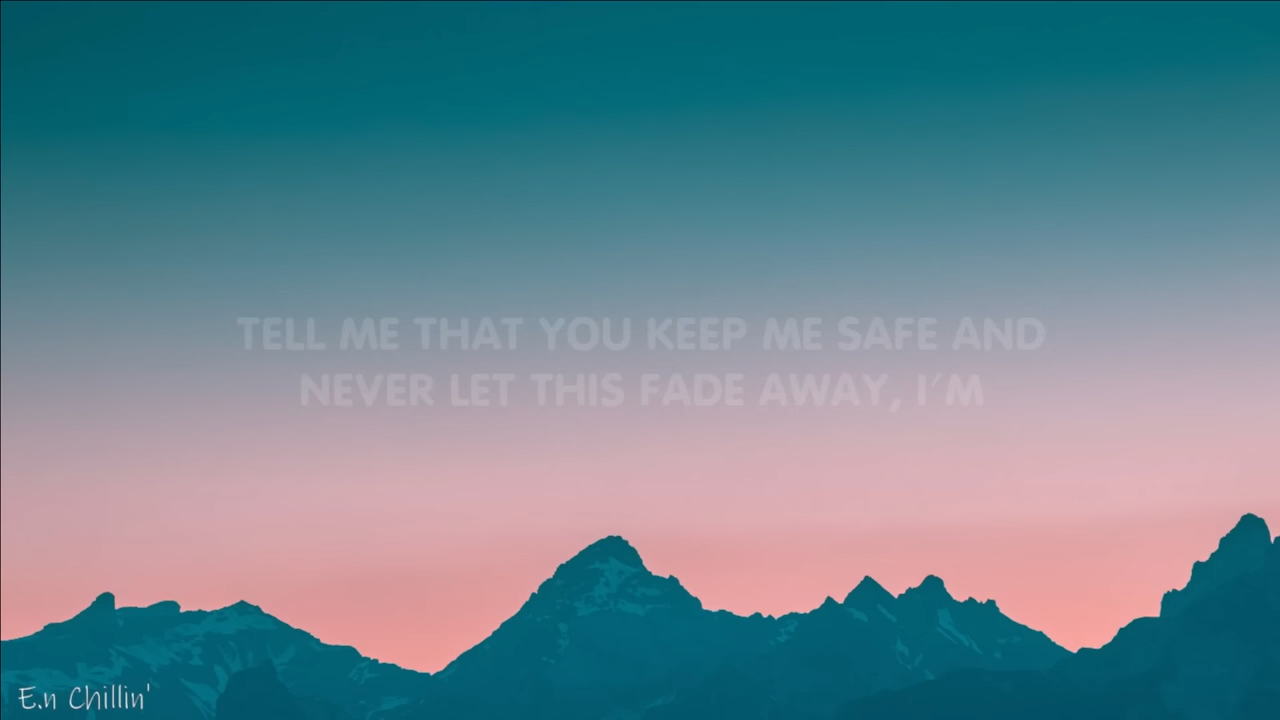 TELL ME THAT YOU KEEP ME SAFE AND
NEVER LET THIS FADE AWAY, I'M
E.n Chillin'